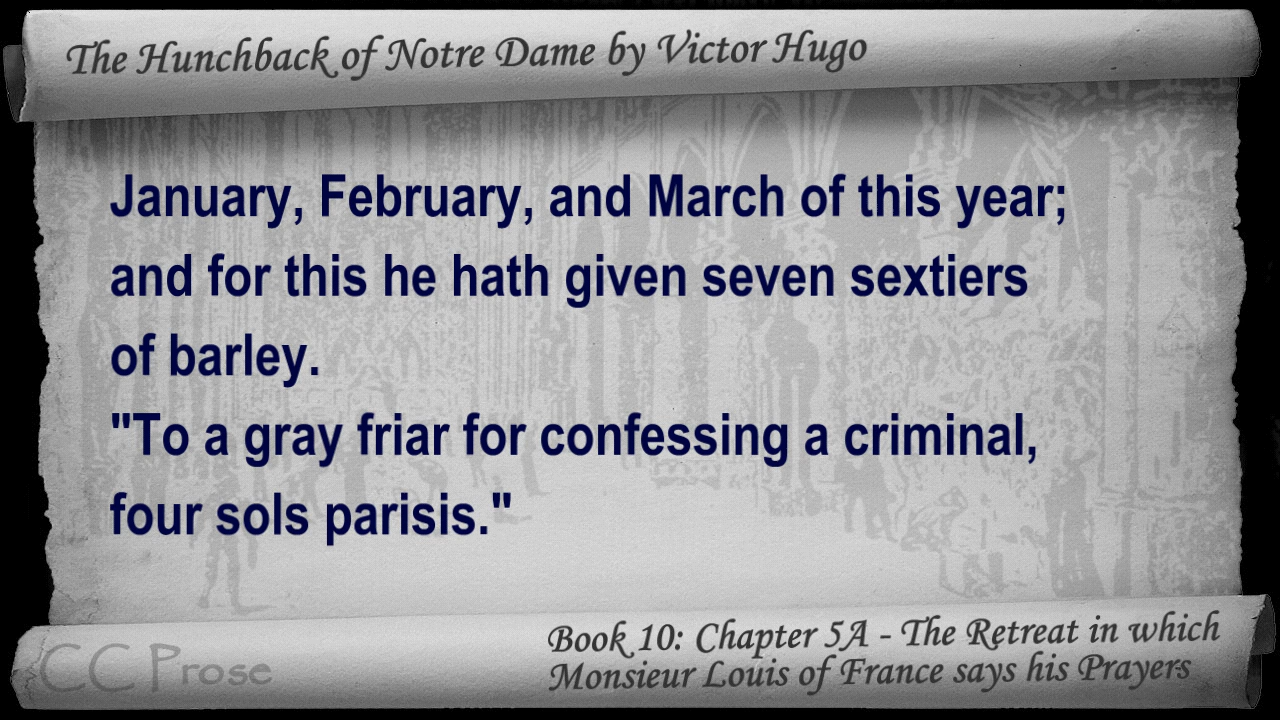 The Hunchback of Notre Dame by Victor Hugo
January, February, and March of this year;
and for this he hath given seven sextiers
of barley.
"To a gray friar for confessing a criminal,
four sols parisis."
Book 10: Chapter 5A - The Retreat in which
Monsieur Louis of France says his Prayers
CC Prose